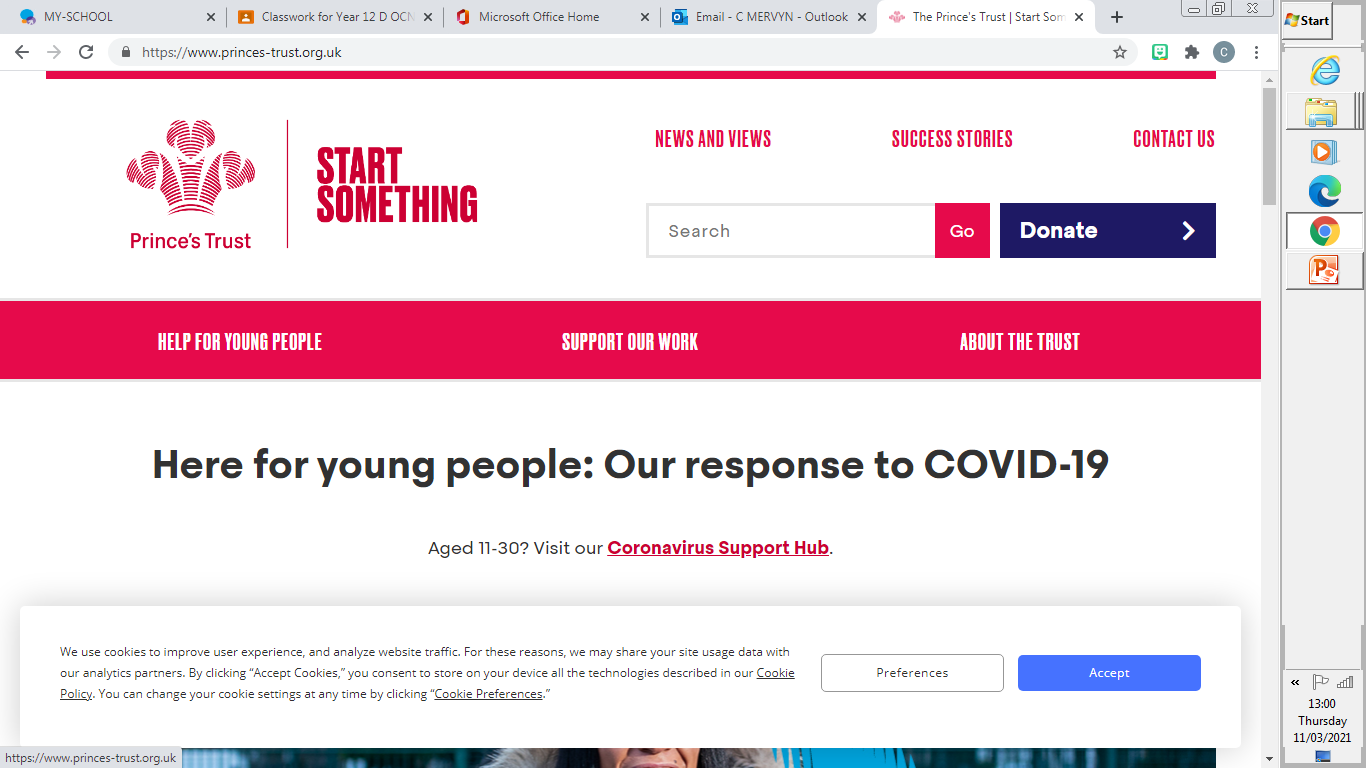 MY-SCHOOL
Classwork for Year 12 D OCN
Microsoft Office Home
Email - C MERVYN - Outlook
The Prince's Trust | Start Som
Start
https://www.princes-trust.org.uk
C
Prince's Trust
START
SOMETHING
NEWS AND VIEWS
SUCCESS STORIES
CONTACT US
Search
Go
Donate
HELP FOR YOUNG PEOPLE
SUPPORT OUR WORK
ABOUT THE TRUST
Here for young people: Our response to COVID-19
Aged 11-30? Visit our Coronavirus Support Hub.
We use cookies to improve user experience, and analyze website traffic. For these reasons, we may share your site usage data with
our analytics partners. By clicking “Accept Cookies,” you consent to store on your device all the technologies described in our Cookie
Policy. You can change your cookie settings at any time by clicking “Cookie Preferences.”
Preferences
Accept
https://www.princes-trust.org.uk
13:00
Thursday
11/03/2021